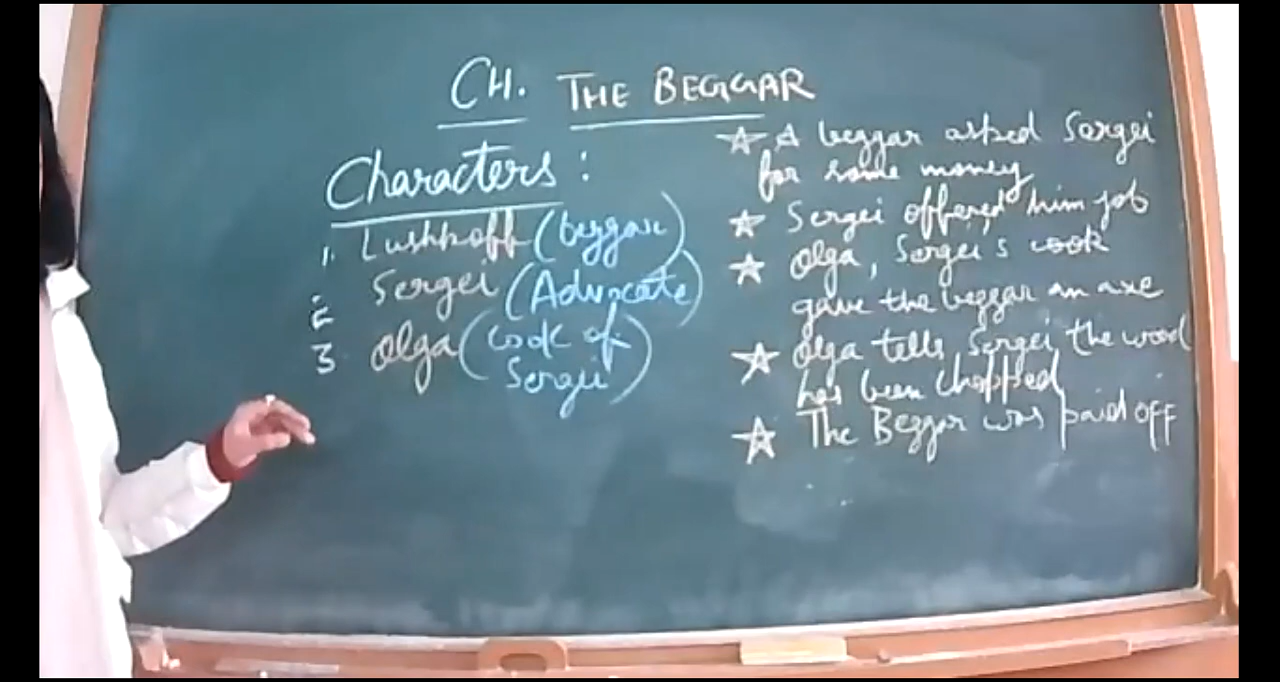 CH. THE BEGGAR
Characters :
1. Lushkoff (beggar)
2 Sergei (Advocate)
3 Olga (cook of
Sergei)
☆ A beggar asked Sergei
for some money
☆ Sergei offered him job
☆ Olga, Sergei's cook
gave the beggar an axe
☆ Olga tells Sergei the wood
has been chopped
☆ The Beggar was paid off